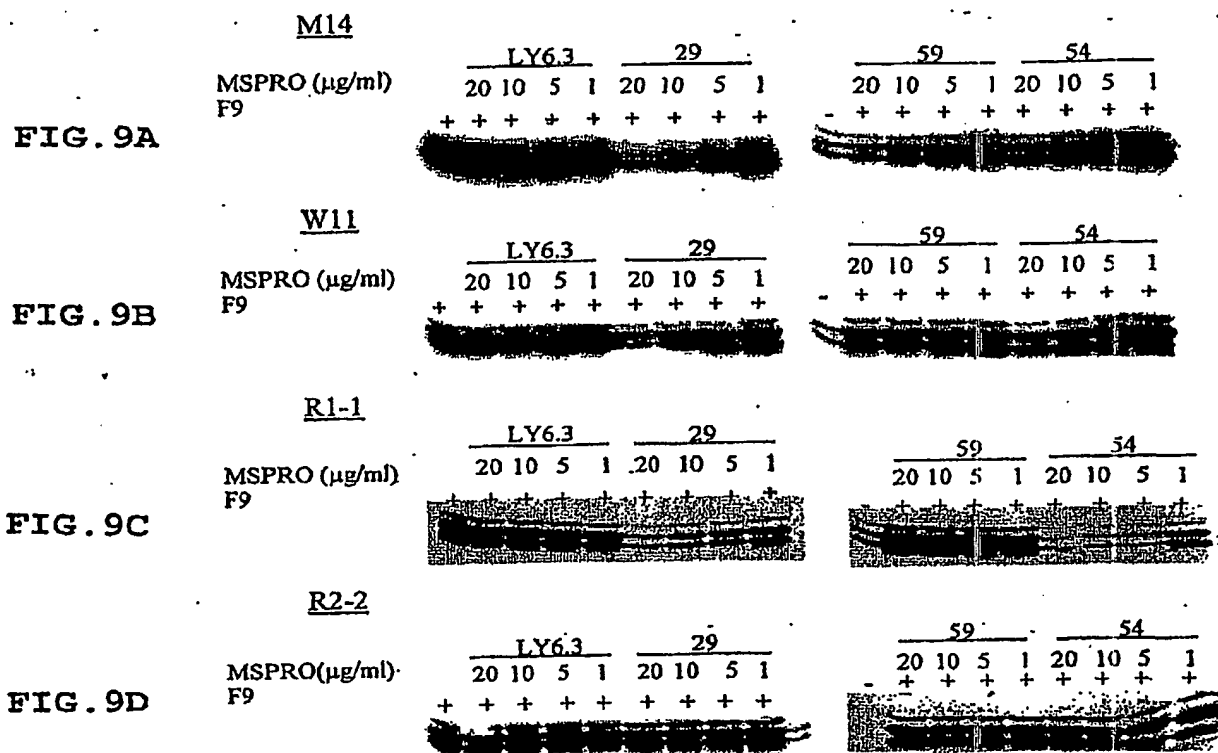 M14
LY6.3 29 59 54
MSPRO (µg/ml) 20 10 5 1 20 10 5 1 20 10 5 1 20 10 5 1
F9 + + + + + + + + + - + + + + + + + +
FIG.9A
W11
LY6.3 29 59 54
MSPRO (µg/ml) 20 10 5 1 20 10 5 1 20 10 5 1 20 10 5 1
F9 + + + + + + + + + - + + + + + + + +
FIG.9B
R1-1
LY6.3 29 59 54
MSPRO (µg/ml) 20 10 5 1 20 10 5 1 20 10 5 1 20 10 5 1
F9 + + + + + + + + + - + + + + + + + +
FIG.9C
R2-2
LY6.3 29 59 54
MSPRO(µg/ml) 20 10 5 1 20 10 5 1 20 10 5 1 20 10 5 1
F9 + + + + + + + + + - + + + + + + + +
FIG.9D